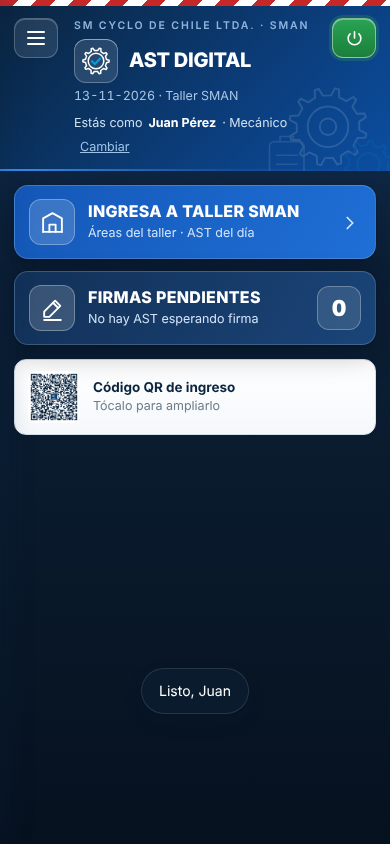 SM CYCLO DE CHILE LTDA. · SMAN
AST DIGITAL
13-11-2026 · Taller SMAN
Estás como Juan Pérez · Mecánico
Cambiar
INGRESA A TALLER SMAN
Áreas del taller · AST del día
FIRMAS PENDIENTES
No hay AST esperando firma
0
Código QR de ingreso
Tócalo para ampliarlo
Listo, Juan